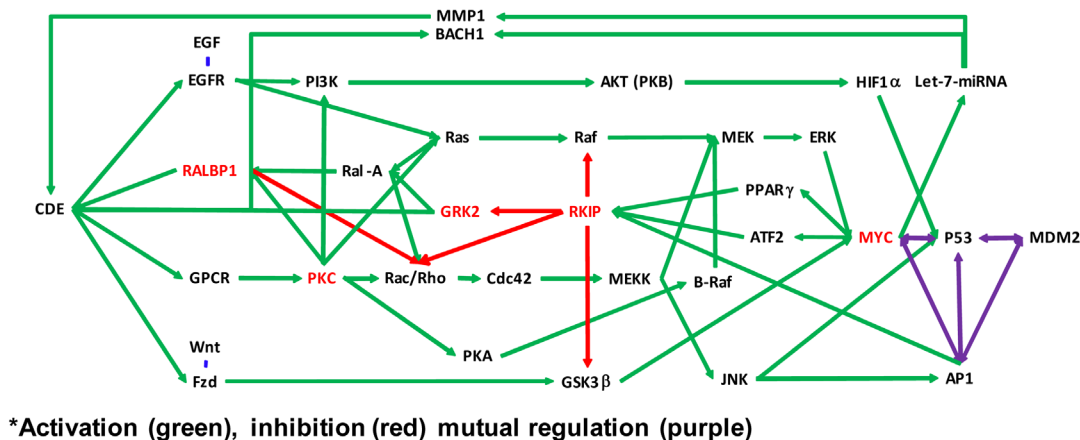 MMP1
BACH1
EGF
EGFR PI3K AKT (PKB) HIF1α Let-7-miRNA
Ras Raf MEK ERK
RALBP1 Ral -A PPARγ
CDE GRK2 RKIP ATF2 MYC P53 MDM2
GPCR PKC Rac/Rho Cdc42 MEKK B-Raf
Wnt PKA
Fzd GSK3β JNK AP1
*Activation (green), inhibition (red) mutual regulation (purple)